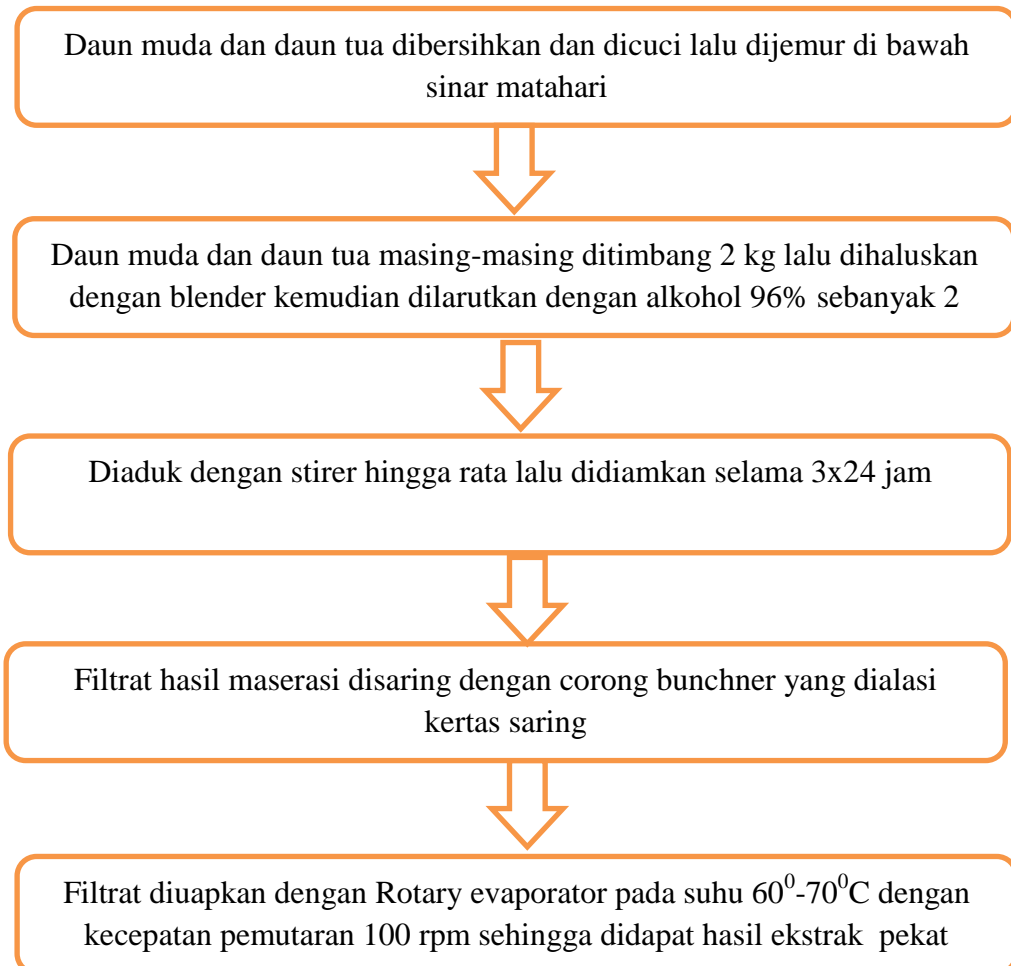 Daun muda dan daun tua dibersihkan dan dicuci lalu dijemur di bawah
sinar matahari
Daun muda dan daun tua masing-masing ditimbang 2 kg lalu dihaluskan
dengan blender kemudian dilarutkan dengan alkohol 96% sebanyak 2
Diaduk dengan stirer hingga rata lalu didiamkan selama 3x24 jam
Filtrat hasil maserasi disaring dengan corong bunchner yang dialasi
kertas saring
Filtrat diuapkan dengan Rotary evaporator pada suhu 60⁰-70⁰C dengan
kecepatan pemutaran 100 rpm sehingga didapat hasil ekstrak pekat